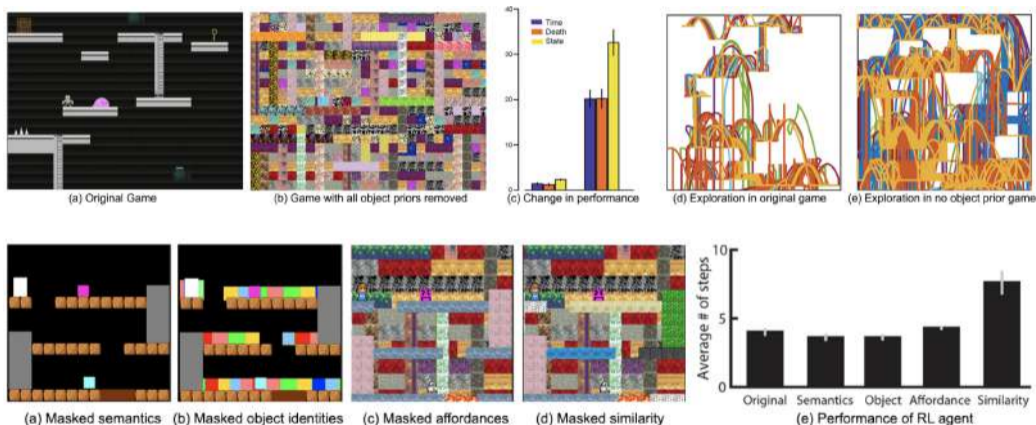 40
30
20
10
0
Time
Death
State
(a) Original Game
(b) Game with all object priors removed
(c) Change in performance
(d) Exploration in original game
(e) Exploration in no object prior game
10
5
0
Average # of steps
Original Semantics Object Affordance Similarity
(a) Masked semantics
(b) Masked object identities
(c) Masked affordances
(d) Masked similarity
(e) Performance of RL agent